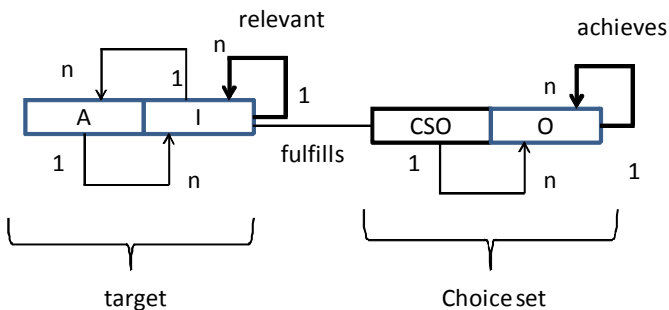 relevant
achieves
n
n
1
1
n
A
I
CSO
O
fulfills
1
n
1
n
1
target
Choice set